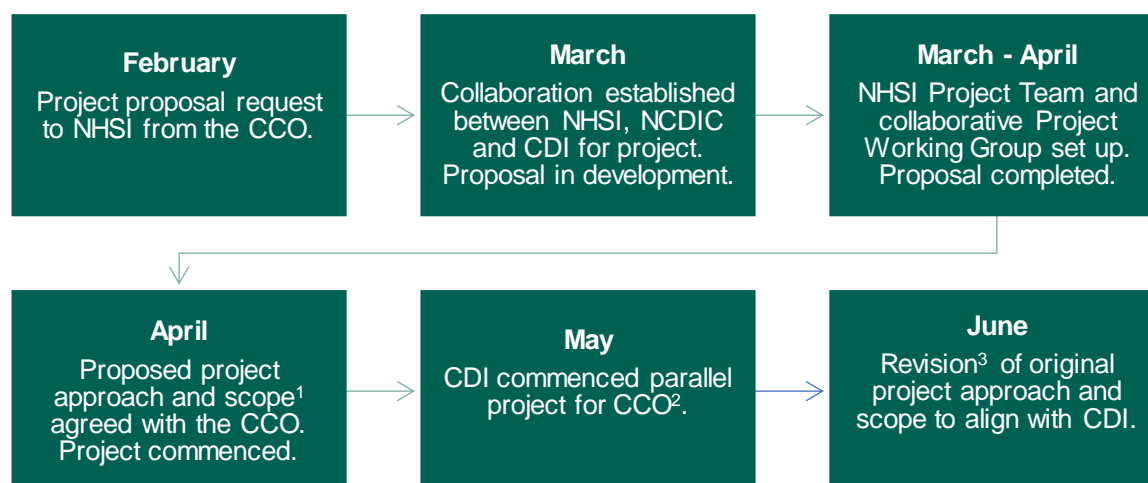 February
Project proposal request
to NHSI from the CCO.
March
Collaboration established
between NHSI, NCDIC
and CDI for project.
Proposal in development.
March - April
NHSI Project Team and
collaborative Project
Working Group set up.
Proposal completed.
April
Proposed project
approach and scope¹
agreed with the CCO.
Project commenced.
May
CDI commenced parallel
project for CCO².
June
Revision³ of original
project approach and
scope to align with CDI.